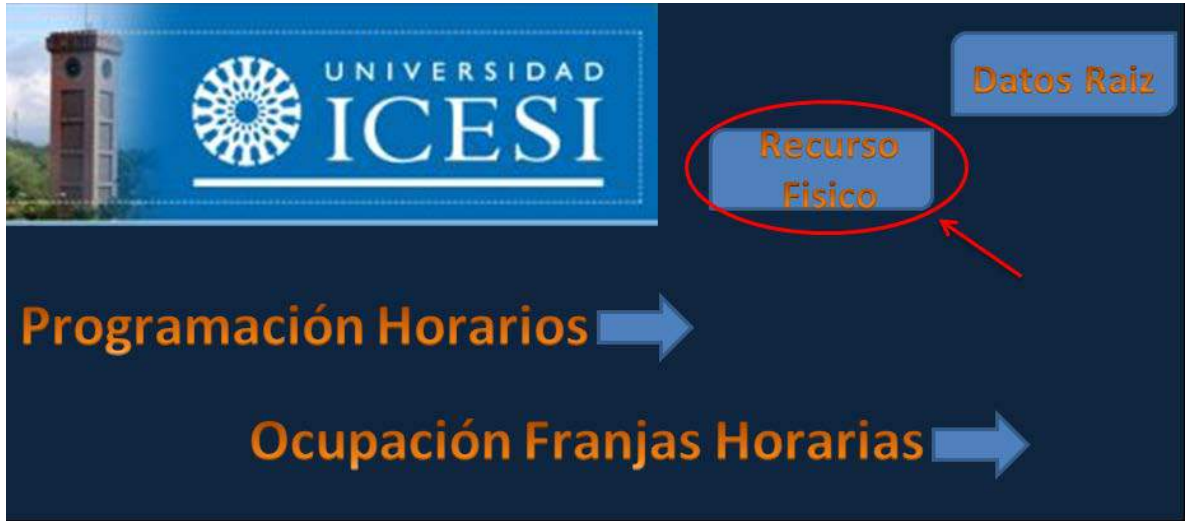 UNIVERSIDAD
ICESI
Datos Raiz
Recurso
Fisico
Programación Horarios
Ocupación Franjas Horarias